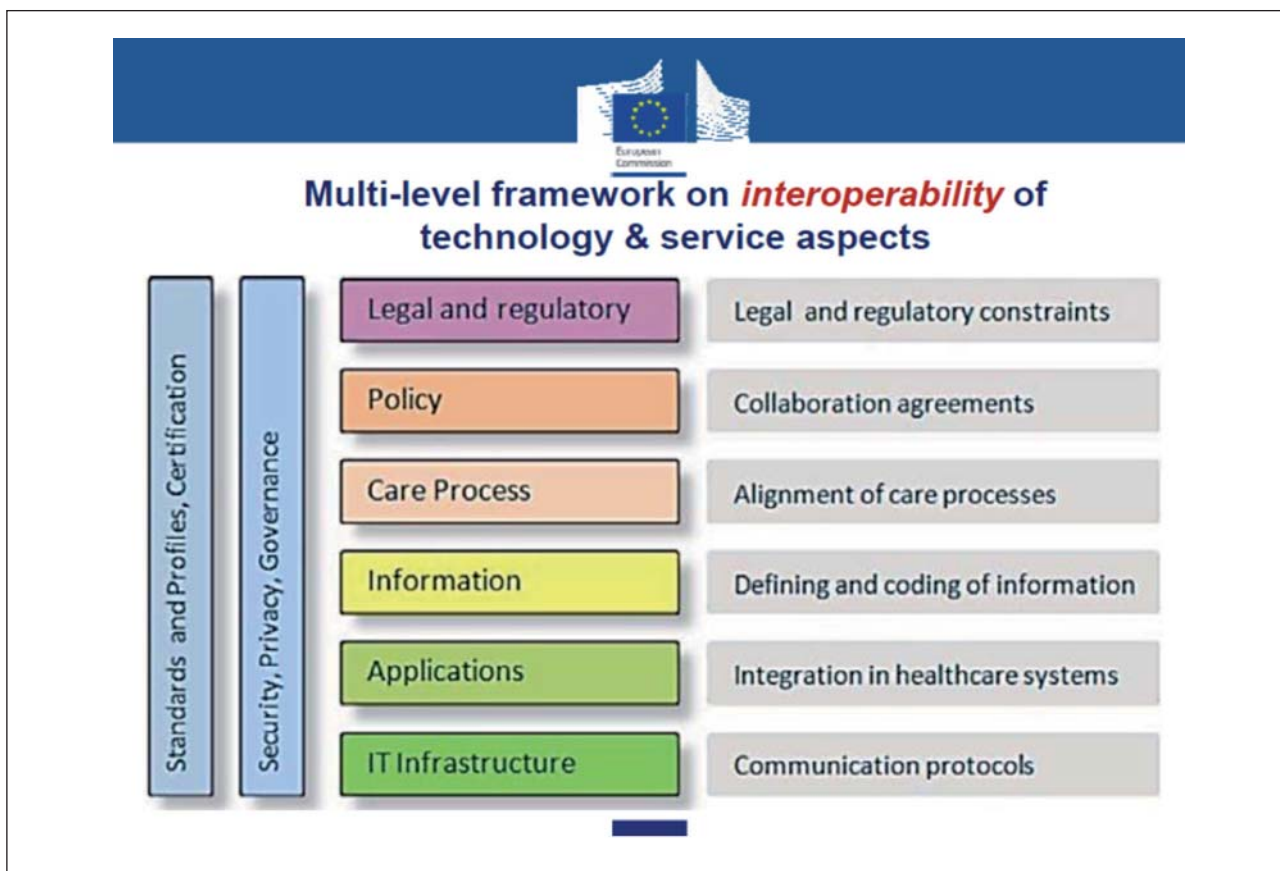 European
Commission
Multi-level framework on interoperability of
technology & service aspects
Standards and Profiles, Certification
Security, Privacy, Governance
Legal and regulatory
Legal and regulatory constraints
Policy
Collaboration agreements
Care Process
Alignment of care processes
Information
Defining and coding of information
Applications
Integration in healthcare systems
IT Infrastructure
Communication protocols